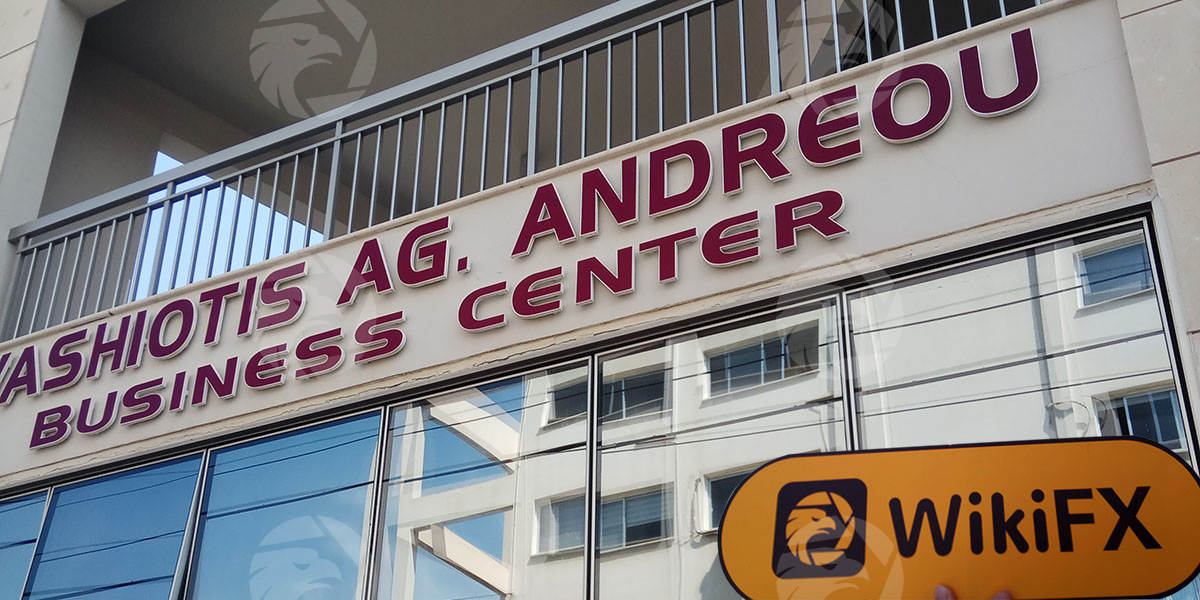 VASHIOTIS AG. ANDREOU
BUSINESS CENTER
WikiFX